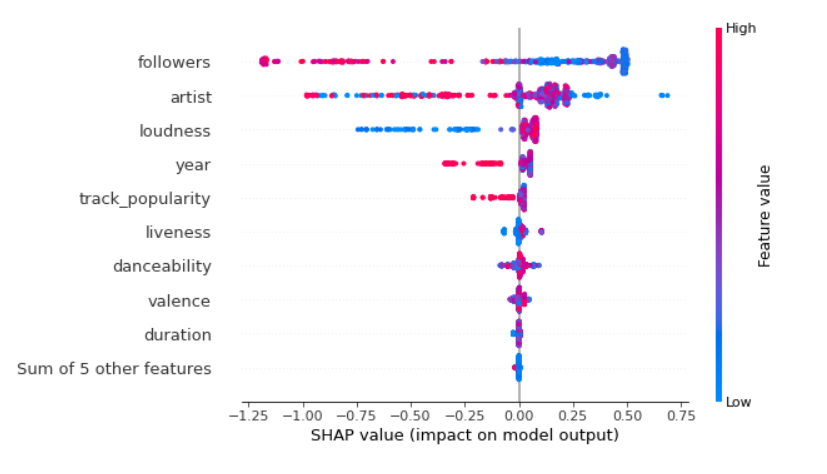 High
followers
artist
loudness
year
track_popularity
liveness
danceability
valence
duration
Sum of 5 other features
Feature value
Low
−1.25 −1.00 −0.75 −0.50 −0.25 0.00 0.25 0.50 0.75
SHAP value (impact on model output)